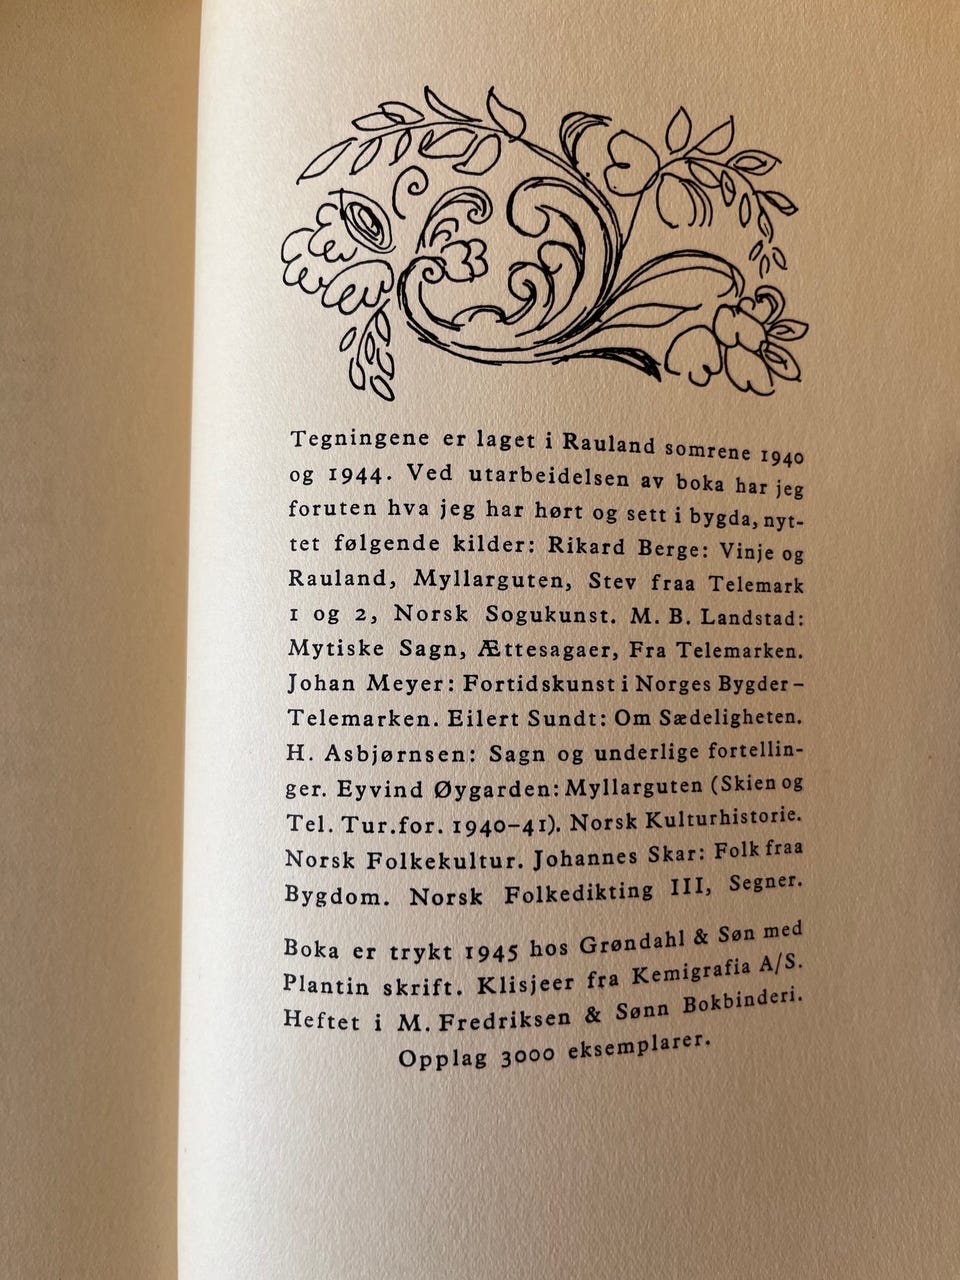 Tegningene er laget i Rauland somrene 1940
og 1944. Ved utarbeidelsen av boka har jeg
foruten hva jeg har hørt og sett i bygda, nyt-
tet følgende kilder: Rikard Berge: Vinje og
Rauland, Myllarguten, Stev fraa Telemark
1 og 2, Norsk Sogukunst. M. B. Landstad:
Mytiske Sagn, Ættesagaer, Fra Telemarken.
Johan Meyer: Fortidskunst i Norges Bygder –
Telemarken. Eilert Sundt: Om Sædeligheten.
H. Asbjørnsen: Sagn og underlige fortellin-
ger. Eyvind Øygarden: Myllarguten (Skien og
Tel. Tur.for. 1940–41). Norsk Kulturhistorie.
Norsk Folkekultur. Johannes Skar: Folk fraa
Bygdom. Norsk Folkedikting III, Segner.
Boka er trykt 1945 hos Grøndahl & Søn med
Plantin skrift. Klisjeer fra Kemigrafia A/S.
Heftet i M. Fredriksen & Sønn Bokbinderi.
Opplag 3000 eksemplarer.